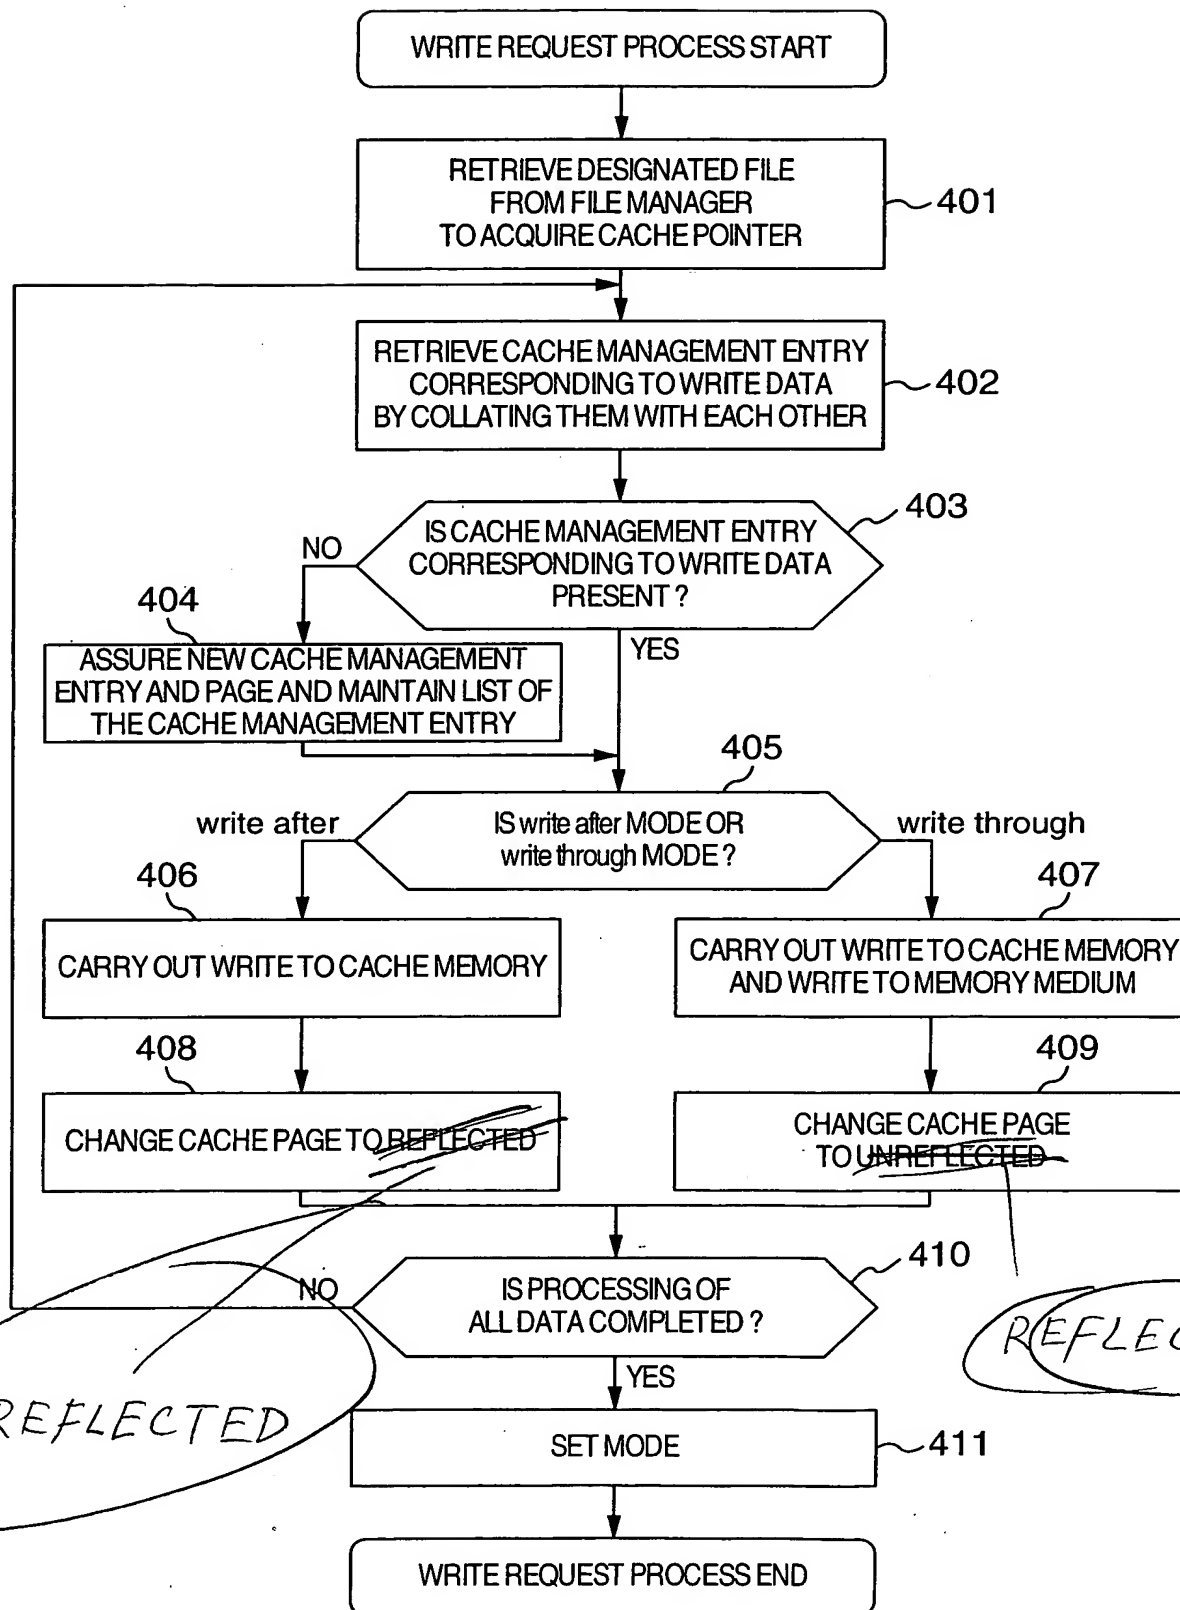 WRITE REQUEST PROCESS START
RETRIEVE DESIGNATED FILE
FROM FILE MANAGER
TO ACQUIRE CACHE POINTER
401
RETRIEVE CACHE MANAGEMENT ENTRY
CORRESPONDING TO WRITE DATA
BY COLLATING THEM WITH EACH OTHER
402
403
IS CACHE MANAGEMENT ENTRY
CORRESPONDING TO WRITE DATA
PRESENT ?
NO
YES
404
ASSURE NEW CACHE MANAGEMENT
ENTRY AND PAGE AND MAINTAIN LIST OF
THE CACHE MANAGEMENT ENTRY
405
write after
IS write after MODE OR
write through MODE ?
write through
406
CARRY OUT WRITE TO CACHE MEMORY
407
CARRY OUT WRITE TO CACHE MEMORY
AND WRITE TO MEMORY MEDIUM
408
CHANGE CACHE PAGE TO REFLECTED
409
CHANGE CACHE PAGE
TO UNREFLECTED
410
NO
IS PROCESSING OF
ALL DATA COMPLETED ?
YES
REFLEC
REFLECTED
SET MODE
411
WRITE REQUEST PROCESS END